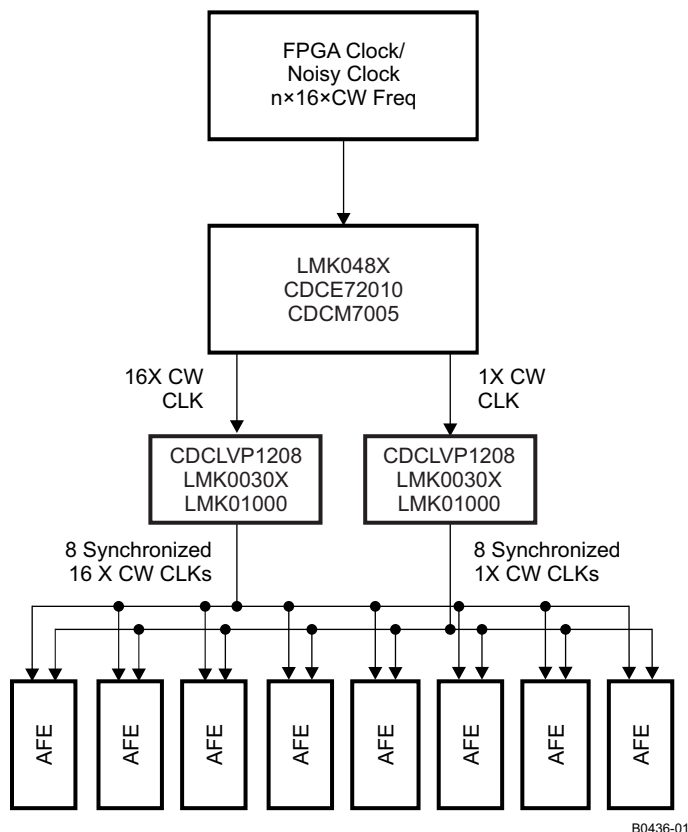 FPGA Clock/
Noisy Clock
n×16×CW Freq
LMK048X
CDCE72010
CDCM7005
16X CW
CLK
1X CW
CLK
CDCLVP1208
LMK0030X
LMK01000
CDCLVP1208
LMK0030X
LMK01000
8 Synchronized
16 X CW CLKs
8 Synchronized
1X CW CLKs
AFE
AFE
AFE
AFE
AFE
AFE
AFE
AFE
B0436-01